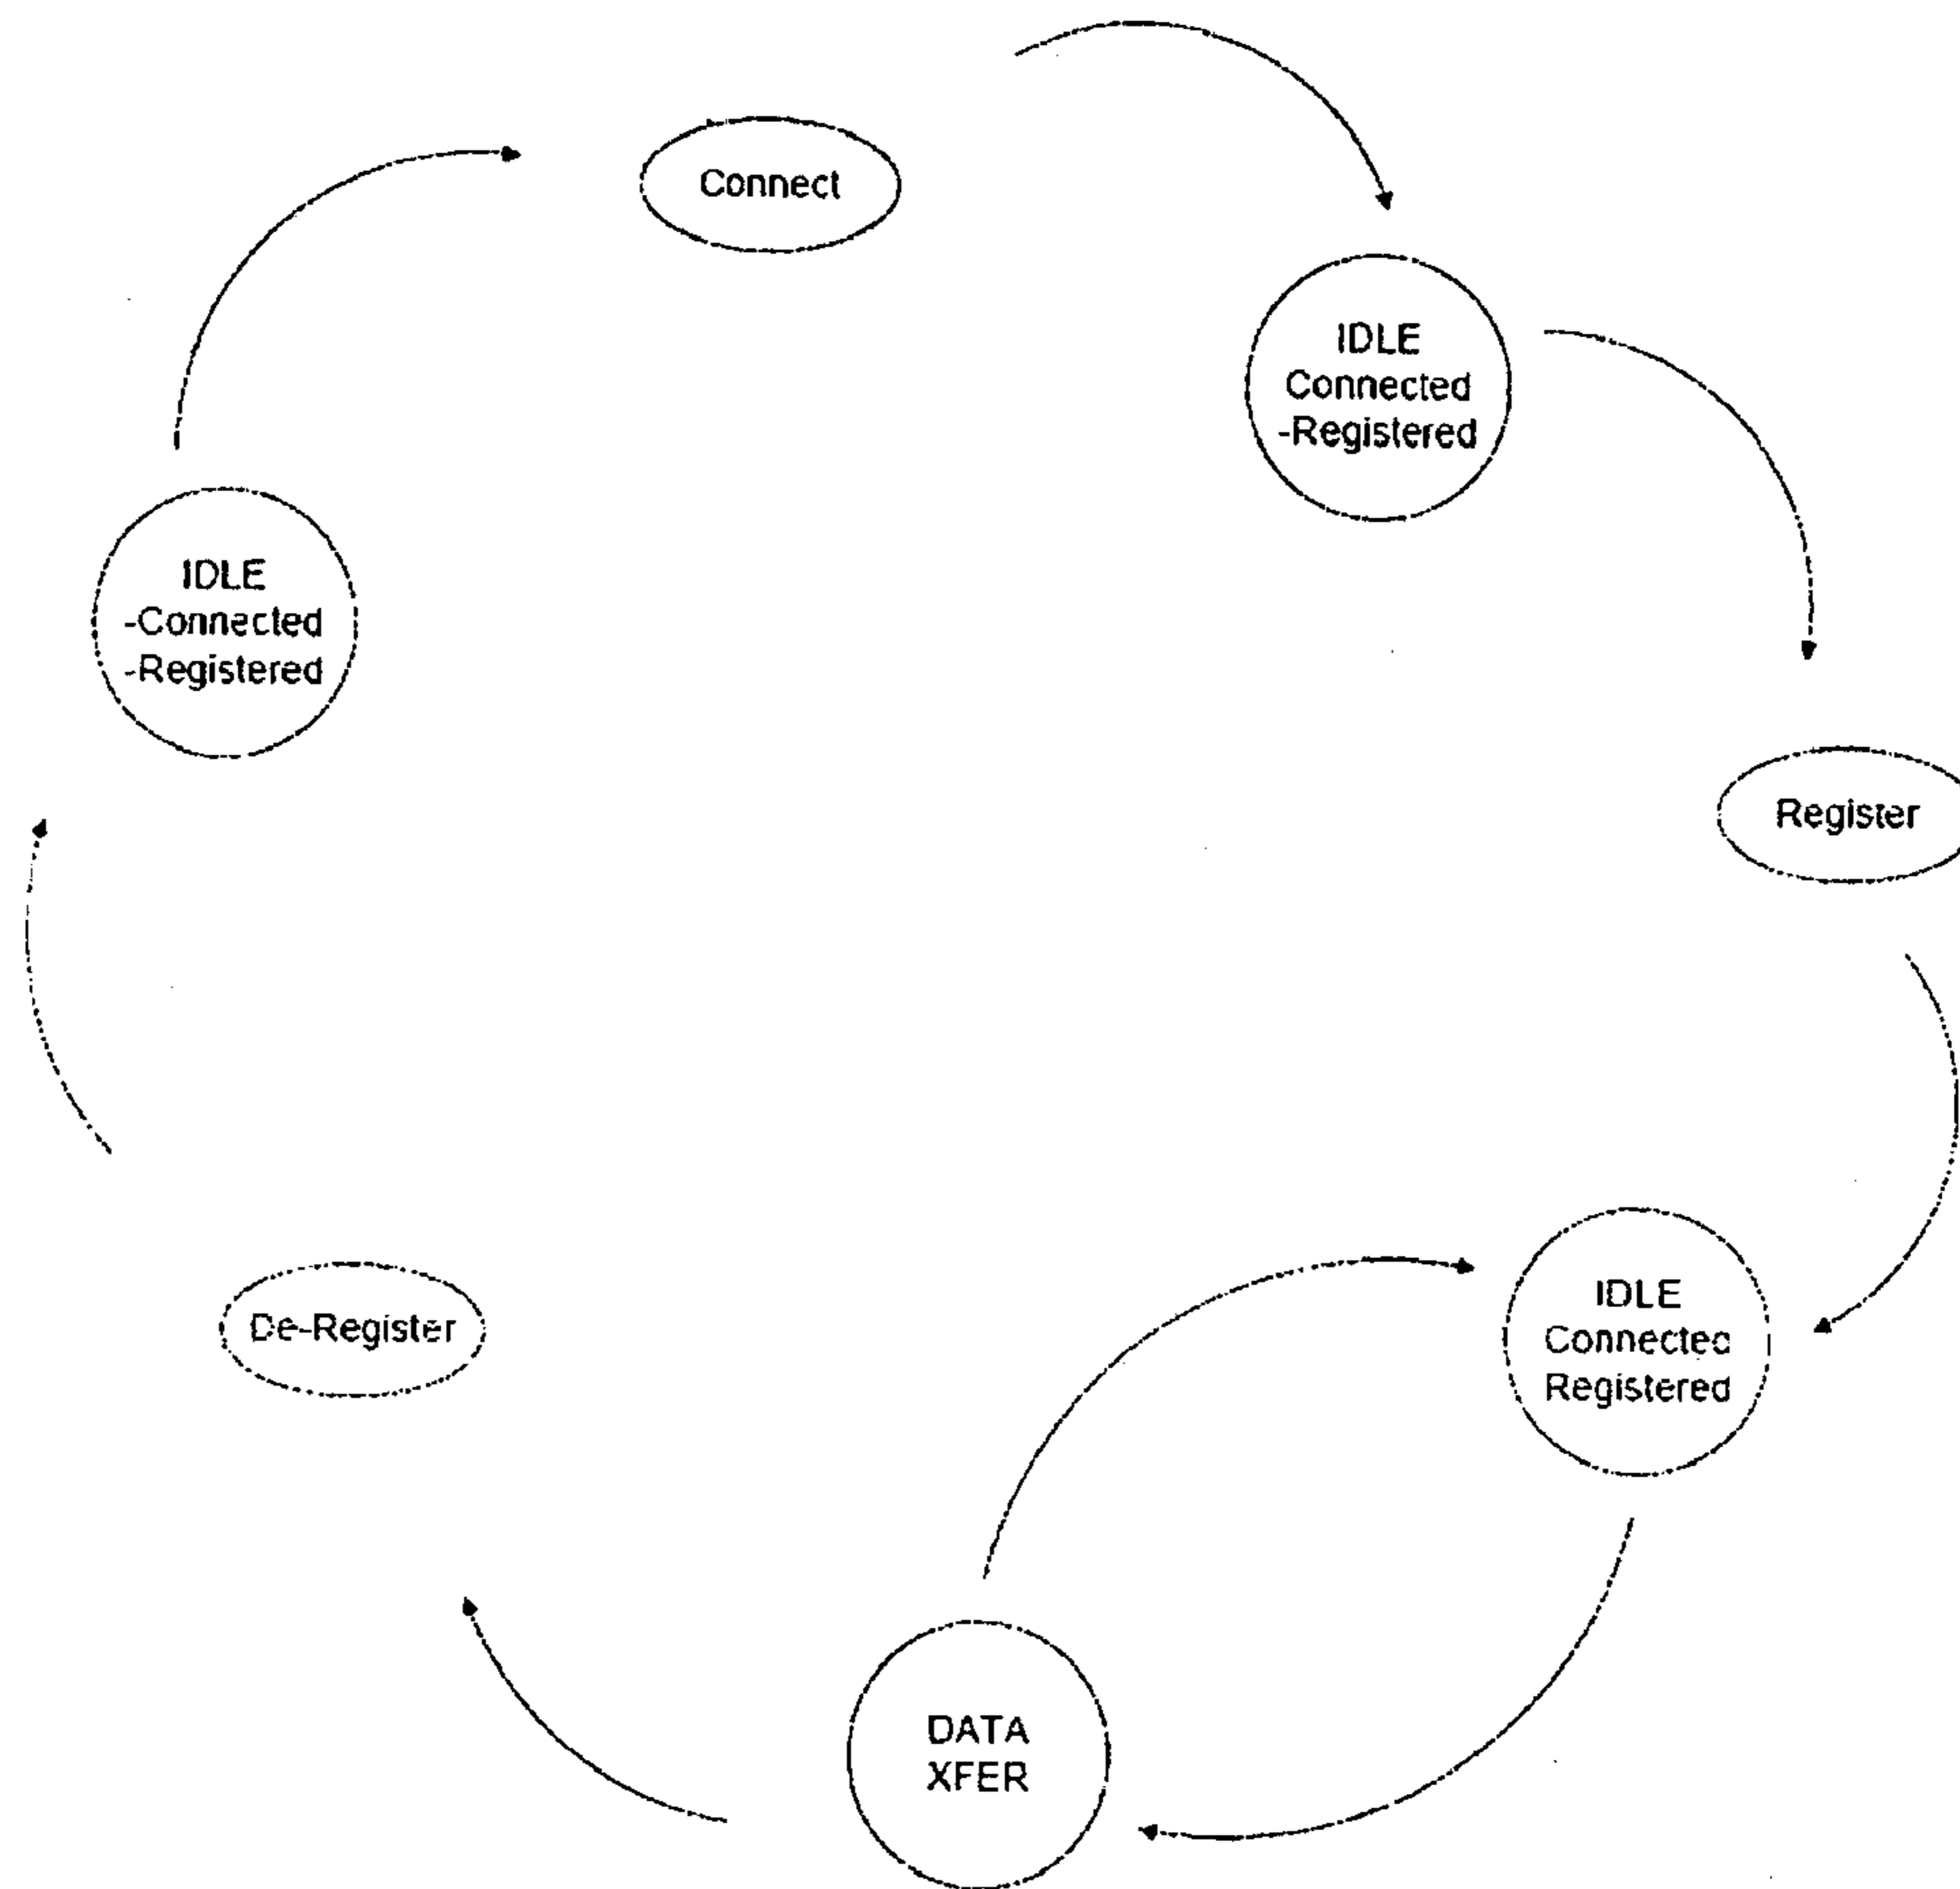 Connect
IDLE
Connected
-Registered
IDLE
-Connected
-Registered
Register
De-Register
IDLE
Connected
Registered
DATA
XFER